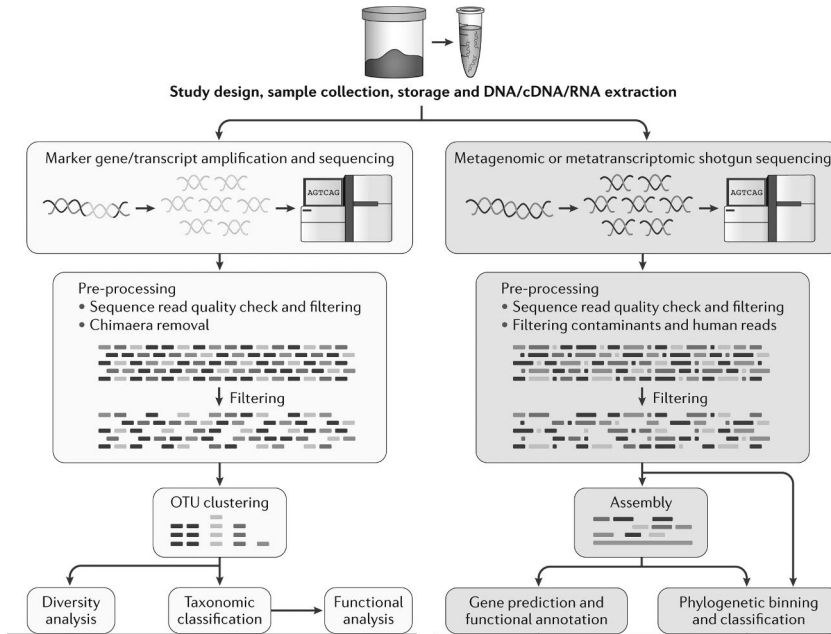 Study design, sample collection, storage and DNA/cDNA/RNA extraction
Marker gene/transcript amplification and sequencing
AGTCAG
Pre-processing
• Sequence read quality check and filtering
• Chimaera removal
Filtering
OTU clustering
Diversity
analysis
Taxonomic
classification
Functional
analysis
Metagenomic or metatranscriptomic shotgun sequencing
AGTCAG
Pre-processing
• Sequence read quality check and filtering
• Filtering contaminants and human reads
Filtering
Assembly
Gene prediction and
functional annotation
Phylogenetic binning
and classification